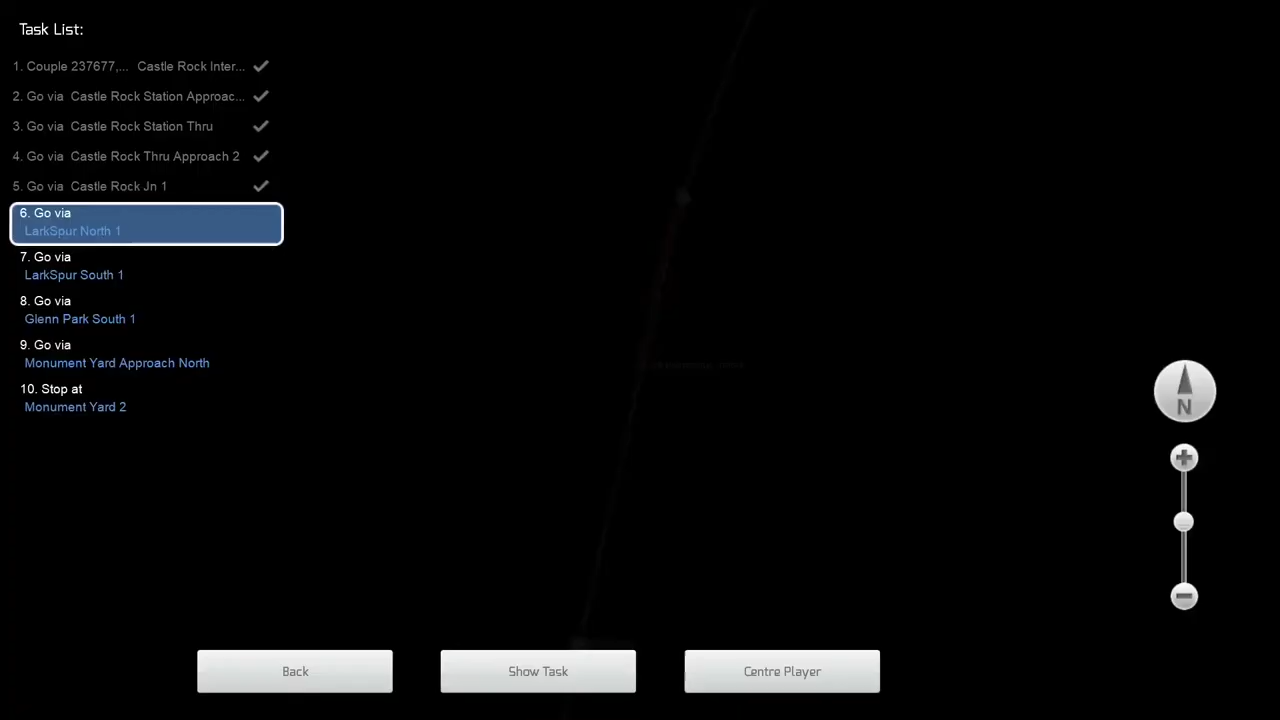 Task List:
1. Couple 237677,... Castle Rock Inter...
2. Go via Castle Rock Station Approac...
3. Go via Castle Rock Station Thru
4. Go via Castle Rock Thru Approach 2
5. Go via Castle Rock Jn 1
6. Go via
LarkSpur North 1
7. Go via
LarkSpur South 1
8. Go via
Glenn Park South 1
9. Go via
Monument Yard Approach North
10. Stop at
Monument Yard 2
N
Back
Show Task
Centre Player